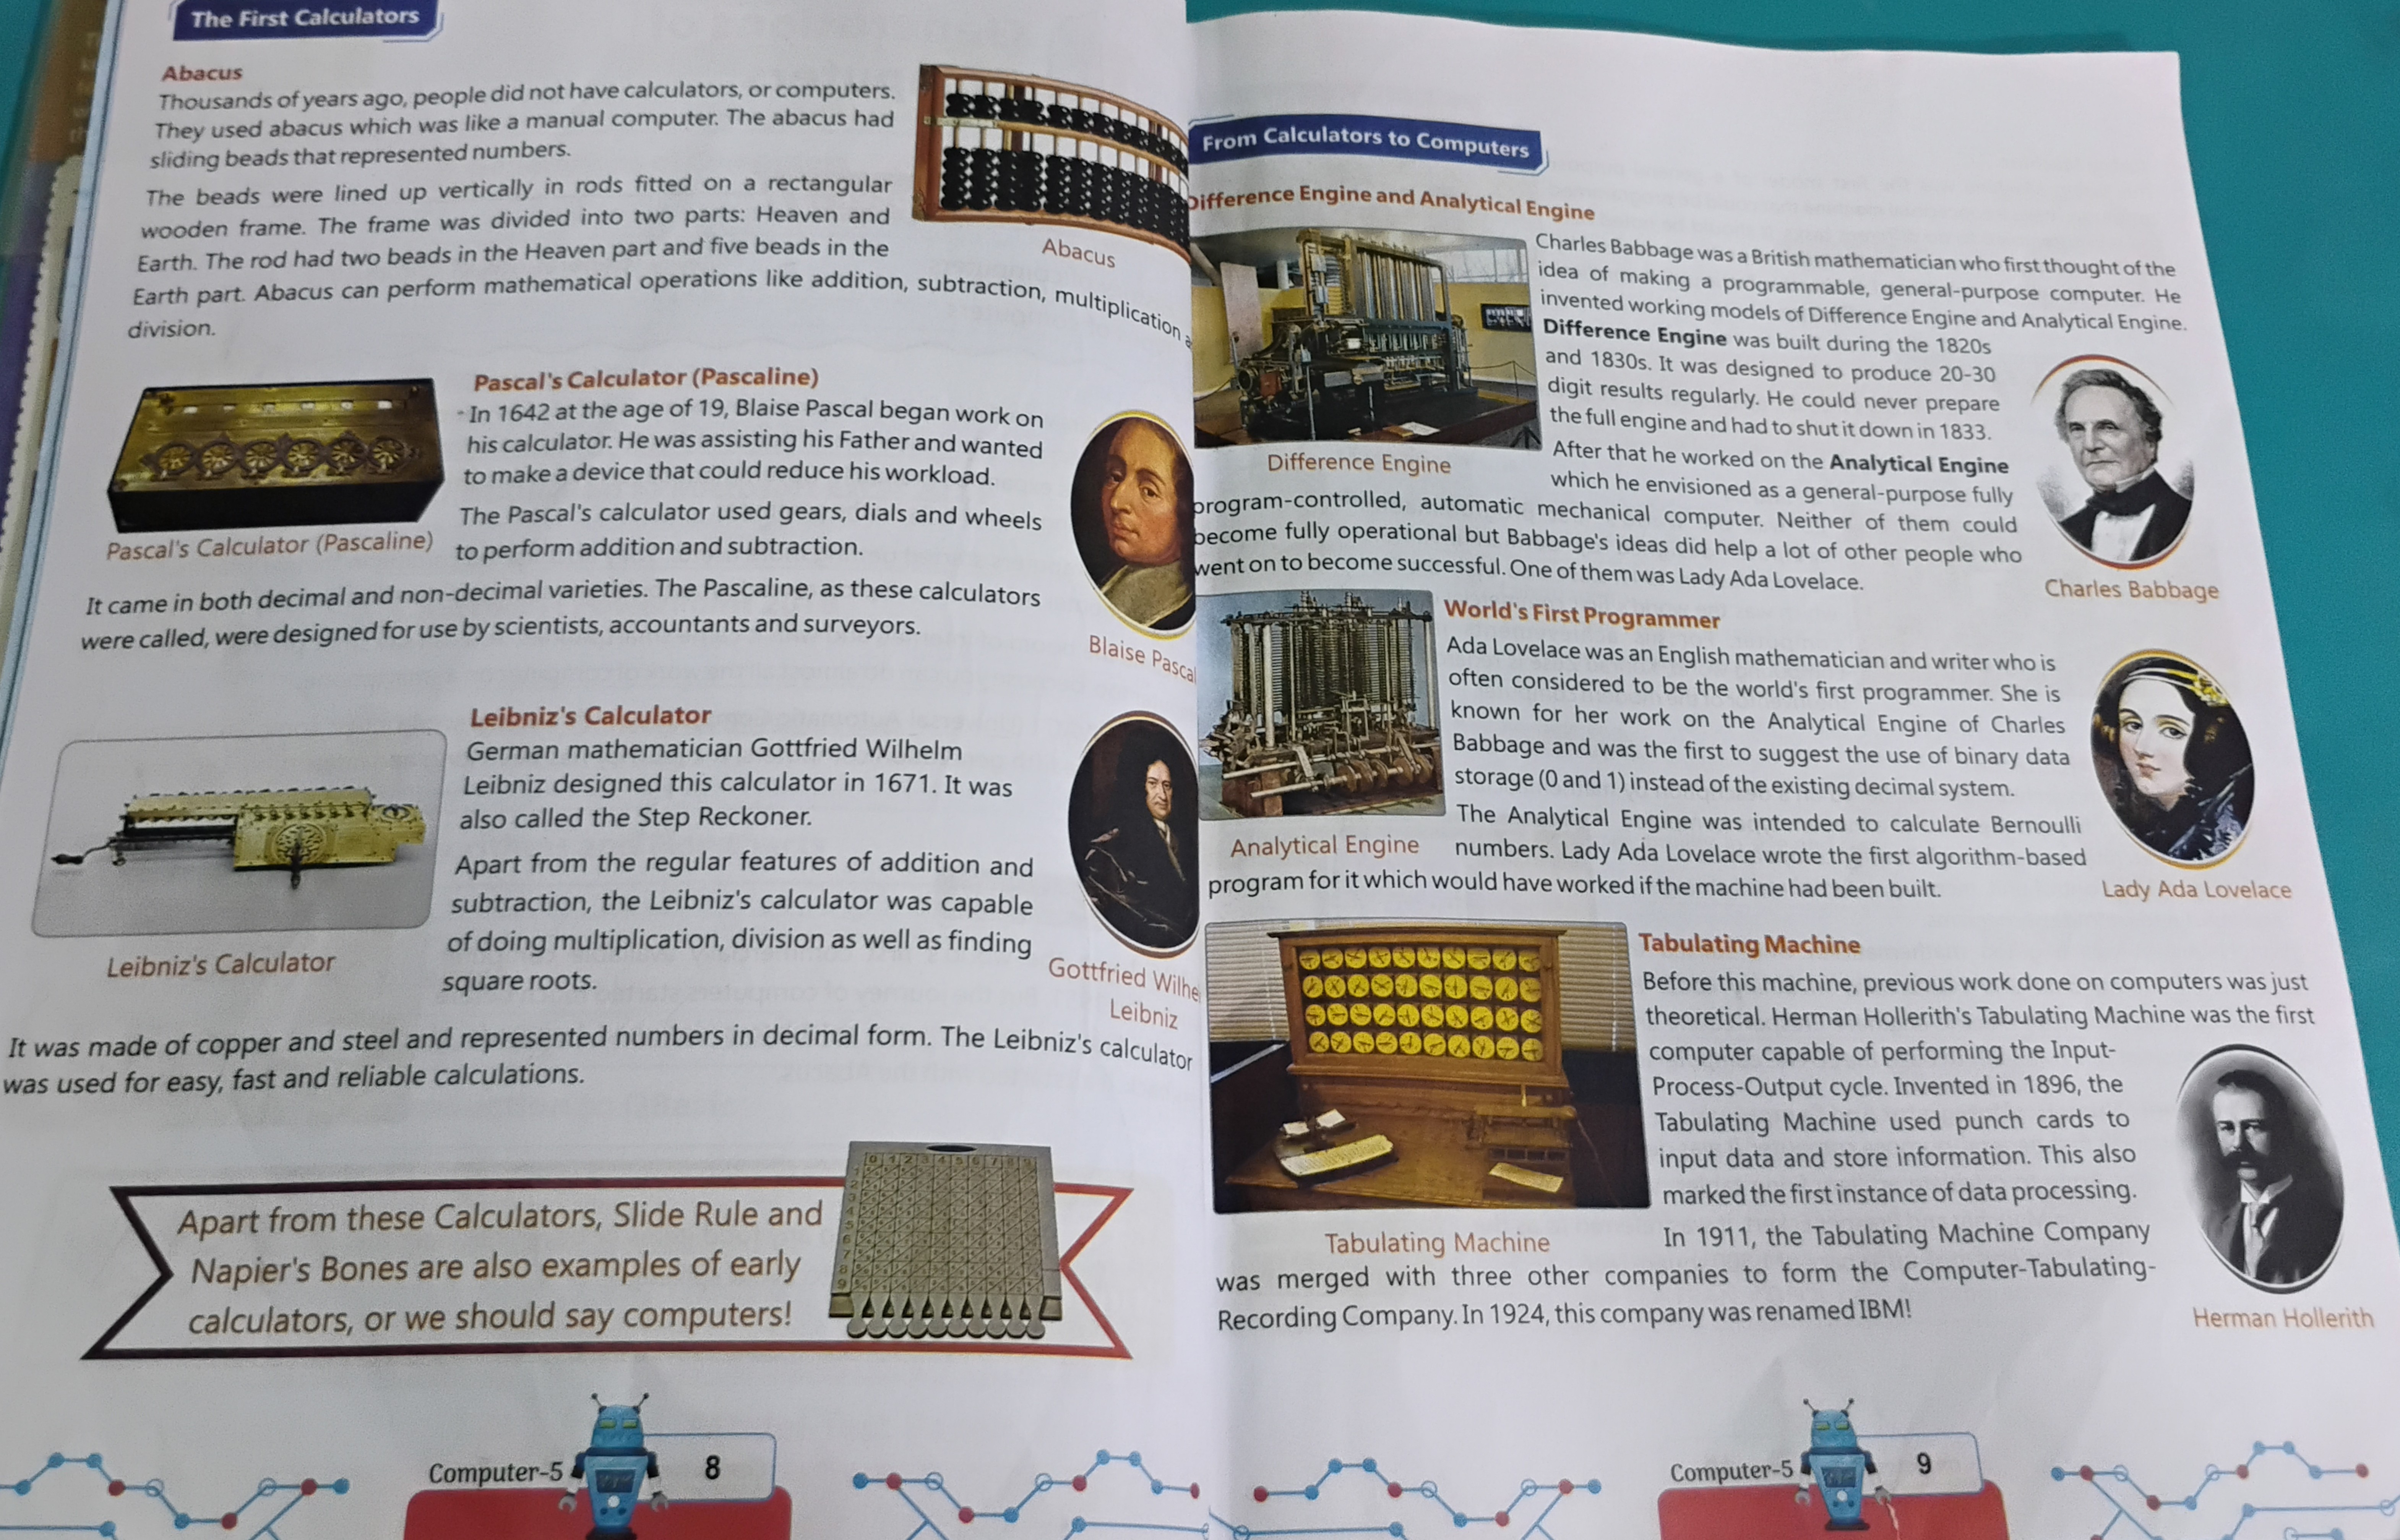 The First Calculators
Abacus
Thousands of years ago, people did not have calculators, or computers.
They used abacus which was like a manual computer. The abacus had
sliding beads that represented numbers.
The beads were lined up vertically in rods fitted on a rectangular
wooden frame. The frame was divided into two parts: Heaven and
Earth. The rod had two beads in the Heaven part and five beads in the
Earth part. Abacus can perform mathematical operations like addition, subtraction, multiplication
division.
Abacus
Pascal's Calculator (Pascaline)
In 1642 at the age of 19, Blaise Pascal began work on
his calculator. He was assisting his Father and wanted
to make a device that could reduce his workload.
The Pascal's calculator used gears, dials and wheels
to perform addition and subtraction.
Pascal's Calculator (Pascaline)
It came in both decimal and non-decimal varieties. The Pascaline, as these calculators
were called, were designed for use by scientists, accountants and surveyors.
Blaise Pascal
Leibniz's Calculator
German mathematician Gottfried Wilhelm
Leibniz designed this calculator in 1671. It was
also called the Step Reckoner.
Apart from the regular features of addition and
subtraction, the Leibniz's calculator was capable
of doing multiplication, division as well as finding
square roots.
Leibniz's Calculator
Gottfried Wilhe
Leibniz
It was made of copper and steel and represented numbers in decimal form. The Leibniz's calculator
was used for easy, fast and reliable calculations.
Apart from these Calculators, Slide Rule and
Napier's Bones are also examples of early
calculators, or we should say computers!
Computer-5
8
From Calculators to Computers
Difference Engine and Analytical Engine
Charles Babbage was a British mathematician who first thought of the
idea of making a programmable, general-purpose computer. He
invented working models of Difference Engine and Analytical Engine.
Difference Engine was built during the 1820s
and 1830s. It was designed to produce 20-30
digit results regularly. He could never prepare
the full engine and had to shut it down in 1833.
Difference Engine
After that he worked on the Analytical Engine
which he envisioned as a general-purpose fully
program-controlled, automatic mechanical computer. Neither of them could
become fully operational but Babbage's ideas did help a lot of other people who
went on to become successful. One of them was Lady Ada Lovelace.
Charles Babbage
World's First Programmer
Ada Lovelace was an English mathematician and writer who is
often considered to be the world's first programmer. She is
known for her work on the Analytical Engine of Charles
Babbage and was the first to suggest the use of binary data
storage (0 and 1) instead of the existing decimal system.
The Analytical Engine was intended to calculate Bernoulli
numbers. Lady Ada Lovelace wrote the first algorithm-based
program for it which would have worked if the machine had been built.
Analytical Engine
Lady Ada Lovelace
Tabulating Machine
Before this machine, previous work done on computers was just
theoretical. Herman Hollerith's Tabulating Machine was the first
computer capable of performing the Input-
Process-Output cycle. Invented in 1896, the
Tabulating Machine used punch cards to
input data and store information. This also
marked the first instance of data processing.
Tabulating Machine
In 1911, the Tabulating Machine Company
was merged with three other companies to form the Computer-Tabulating-
Recording Company. In 1924, this company was renamed IBM!
Herman Hollerith
Computer-5
9